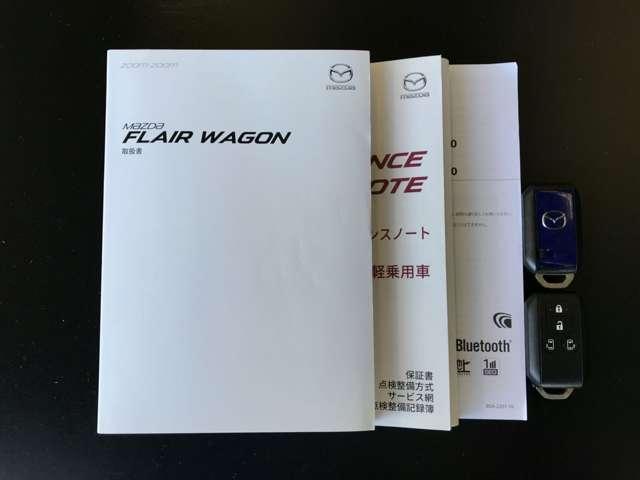 zoom-zoom
mazda
mazda
FLAIR WAGON
取扱書
mazda
NCE
OTE
ンスノート
軽乗用車
保証書
点検整備方式
サービス網
点検整備記録簿
0
0
Bluetooth